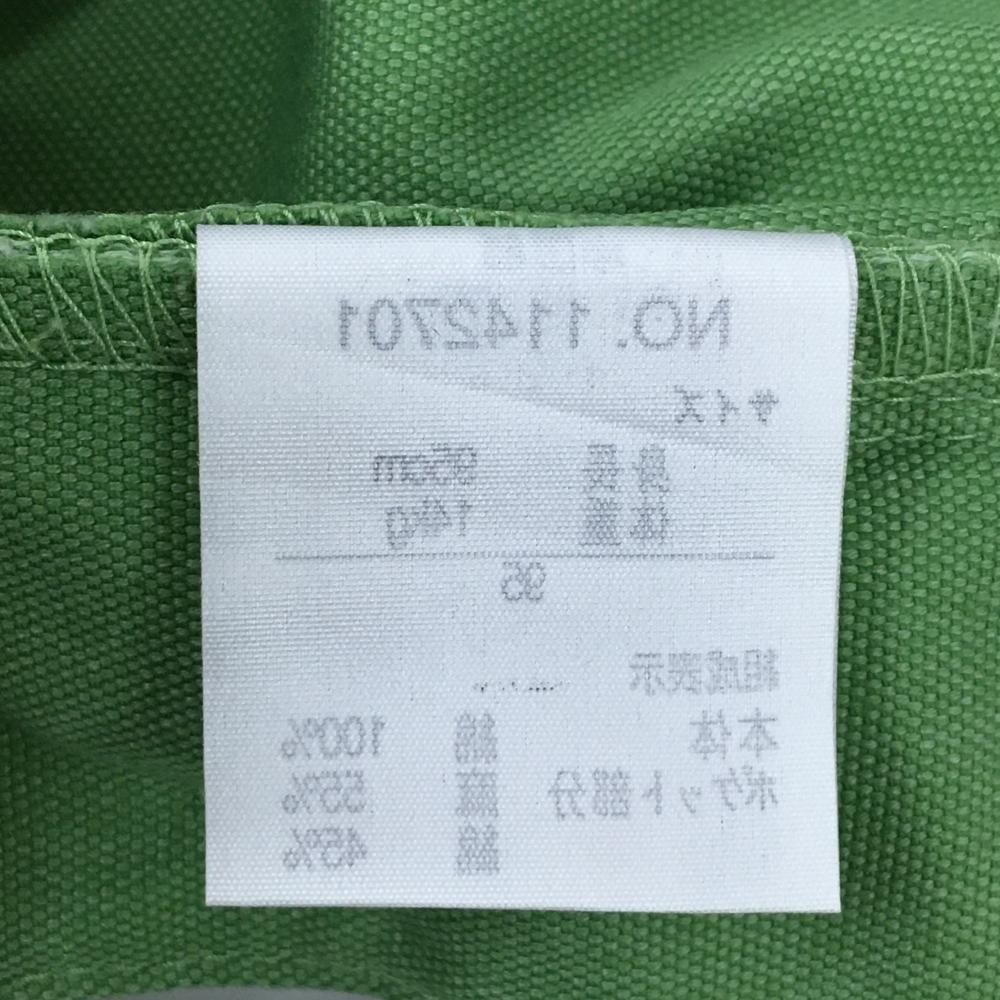 NO. 1142701
サイズ
身長 95cm
体重 14kg
95
組成表示
本体 綿 100%
ポケット部分 麻 55%
綿 45%